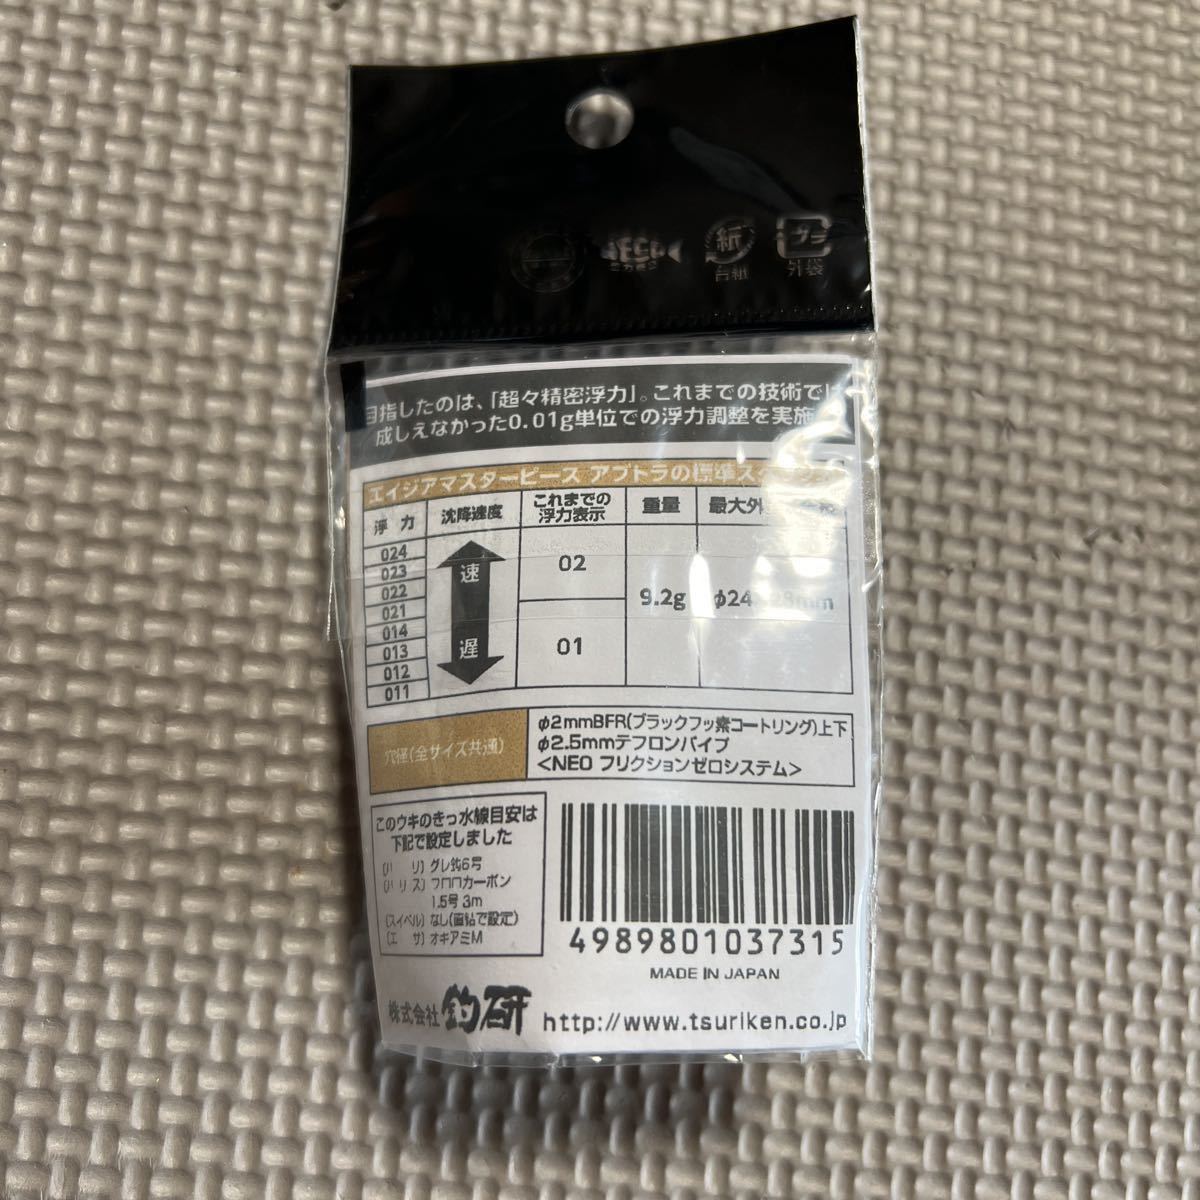 紙
台紙
プラ
外袋
目指したのは、「超々精密浮力」。これまでの技術では
成しえなかった0.01g単位での浮力調整を実施
エイジアマスターピース アブトラの標準
浮力 沈降速度 これまでの浮力表示 重量 最大外
024
023
022
021
014
013
012
011
速
遅
02
01
9.2g
φ24
28mm
穴径(全サイズ共通)
φ2mmBFR(ブラックフッ素コートリング)上下
φ2.5mmテフロンパイプ
<NEO フリクションゼロシステム>
このウキのきっ水線目安は
下記で設定しました
(ハリ) グレ鈎6号
(ハリス) フロロカーボン
1.5号 3m
(スイベル) なし(直結で設定)
(エサ) オキアミM
4989801037315
MADE IN JAPAN
株式会社 釣研 http://www.tsuriken.co.jp